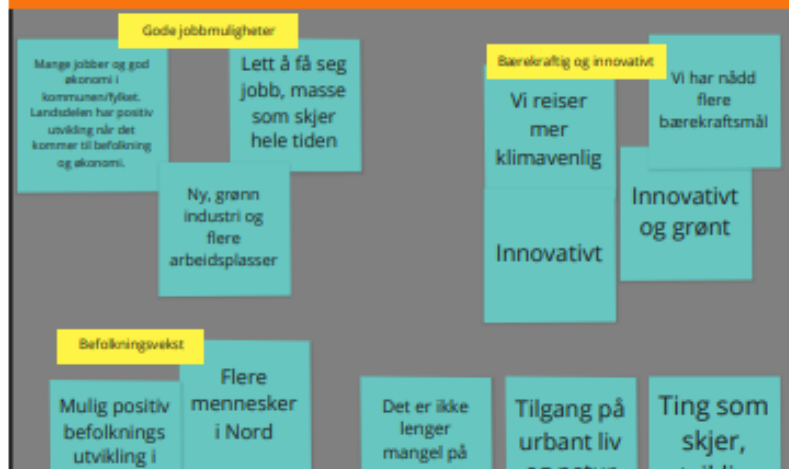 Gode jobbmuligheter
Mange jobber og god
økonomi i
kommunen/fylket.
Landsdelen har positiv
utvikling når det
kommer til befolkning
og økonomi.
Lett å få seg
jobb, masse
som skjer
hele tiden
Ny, grønn
industri og
flere
arbeidsplasser
Bærekraftig og innovativt
Vi reiser
mer
klimavenlig
Vi har nådd
flere
bærekraftsmål
Innovativt
og grønt
Innovativt
Befolkningsvekst
Mulig positiv
befolknings
utvikling i
Flere
mennesker
i Nord
Det er ikke
lenger
mangel på
Tilgang på
urbant liv
og natur
Ting som
skjer,